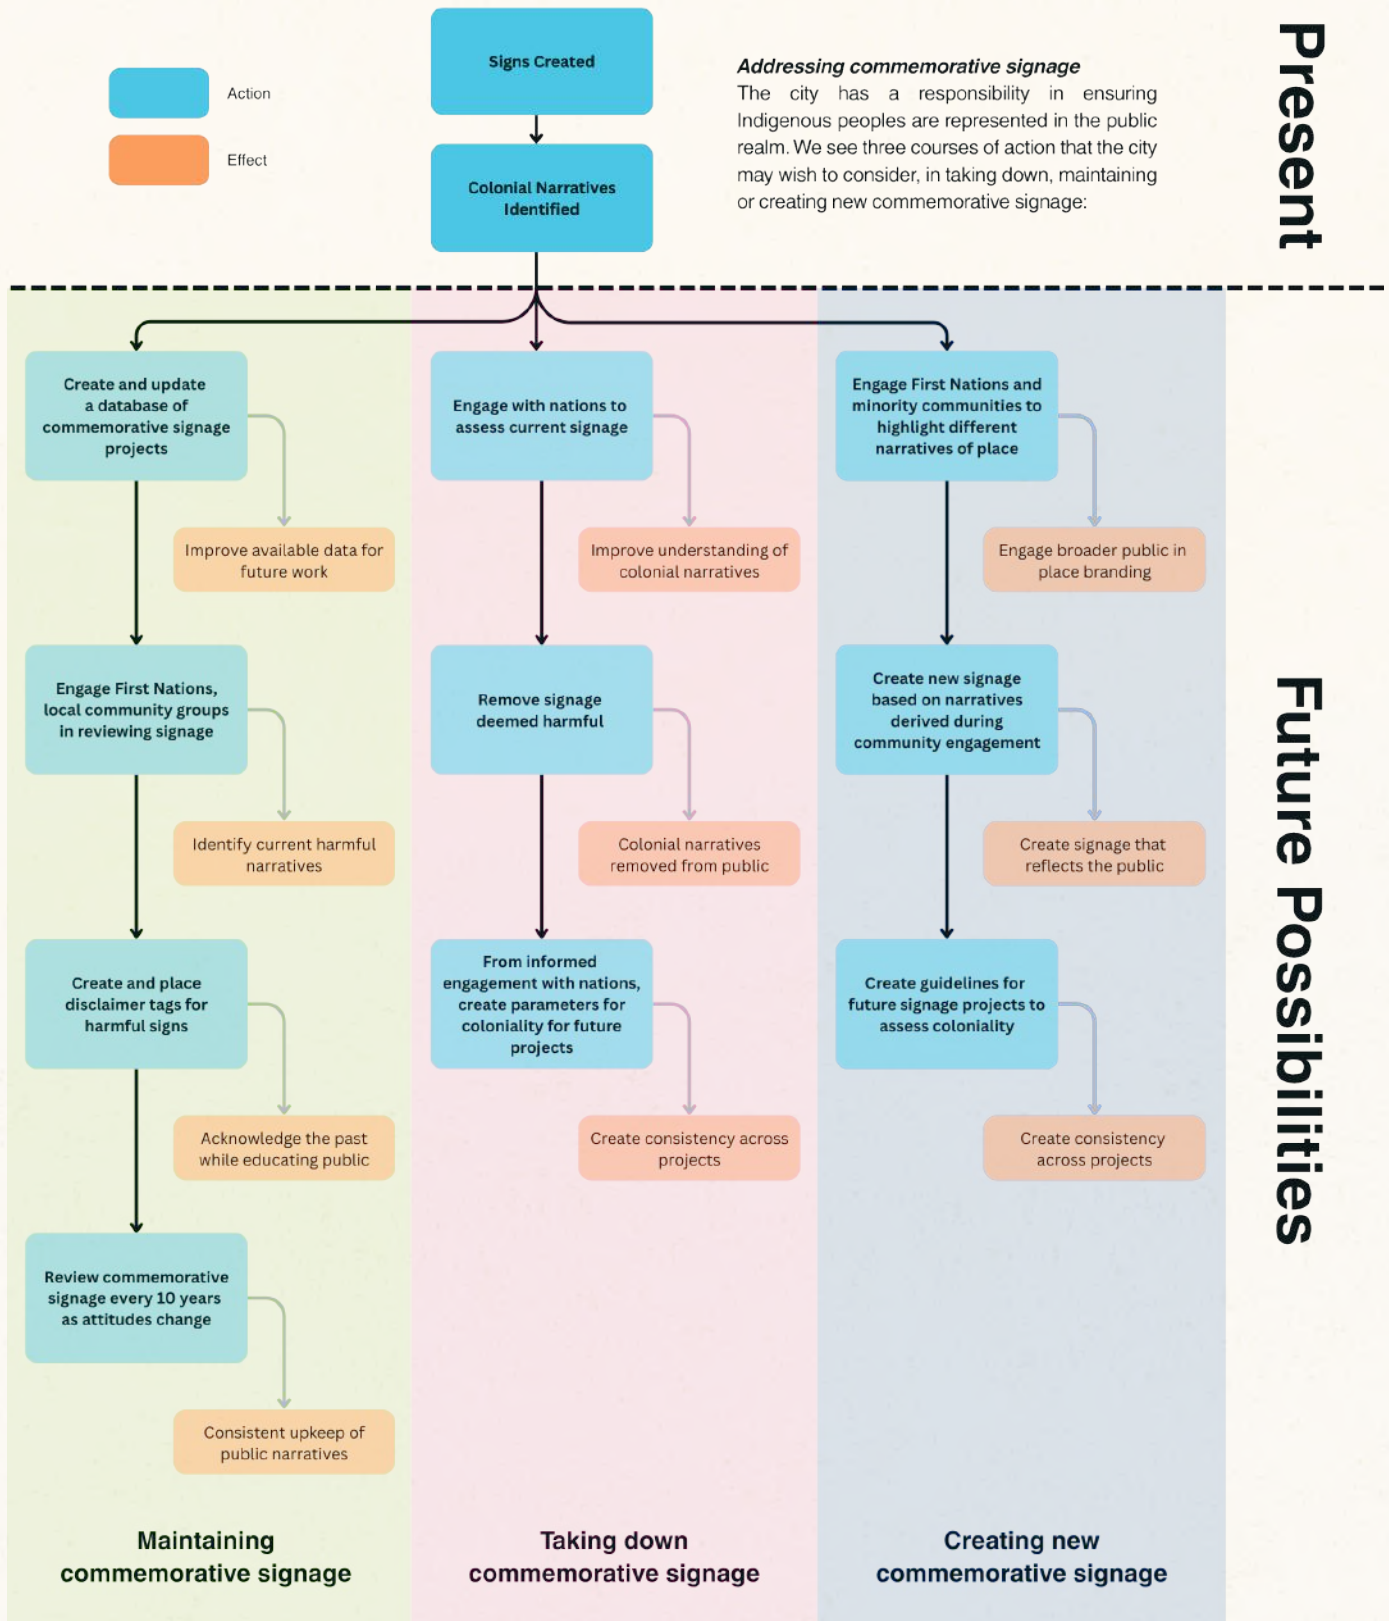 Signs Created
Action
Effect
Colonial Narratives
Identified
Addressing commemorative signage
The city has a responsibility in ensuring
Indigenous peoples are represented in the public
realm. We see three courses of action that the city
may wish to consider, in taking down, maintaining
or creating new commemorative signage:
Present
Create and update
a database of
commemorative signage
projects
Improve available data for
future work
Engage First Nations,
local community groups
in reviewing signage
Identify current harmful
narratives
Create and place
disclaimer tags for
harmful signs
Acknowledge the past
while educating public
Review commemorative
signage every 10 years
as attitudes change
Consistent upkeep of
public narratives
Maintaining
commemorative signage
Engage with nations to
assess current signage
Improve understanding of
colonial narratives
Remove signage
deemed harmful
Colonial narratives
removed from public
From informed
engagement with nations,
create parameters for
coloniality for future
projects
Create consistency across
projects
Taking down
commemorative signage
Engage First Nations and
minority communities to
highlight different
narratives of place
Engage broader public in
place branding
Create new signage
based on narratives
derived during
community engagement
Create signage that
reflects the public
Create guidelines for
future signage projects to
assess coloniality
Create consistency
across projects
Creating new
commemorative signage
Future Possibilities